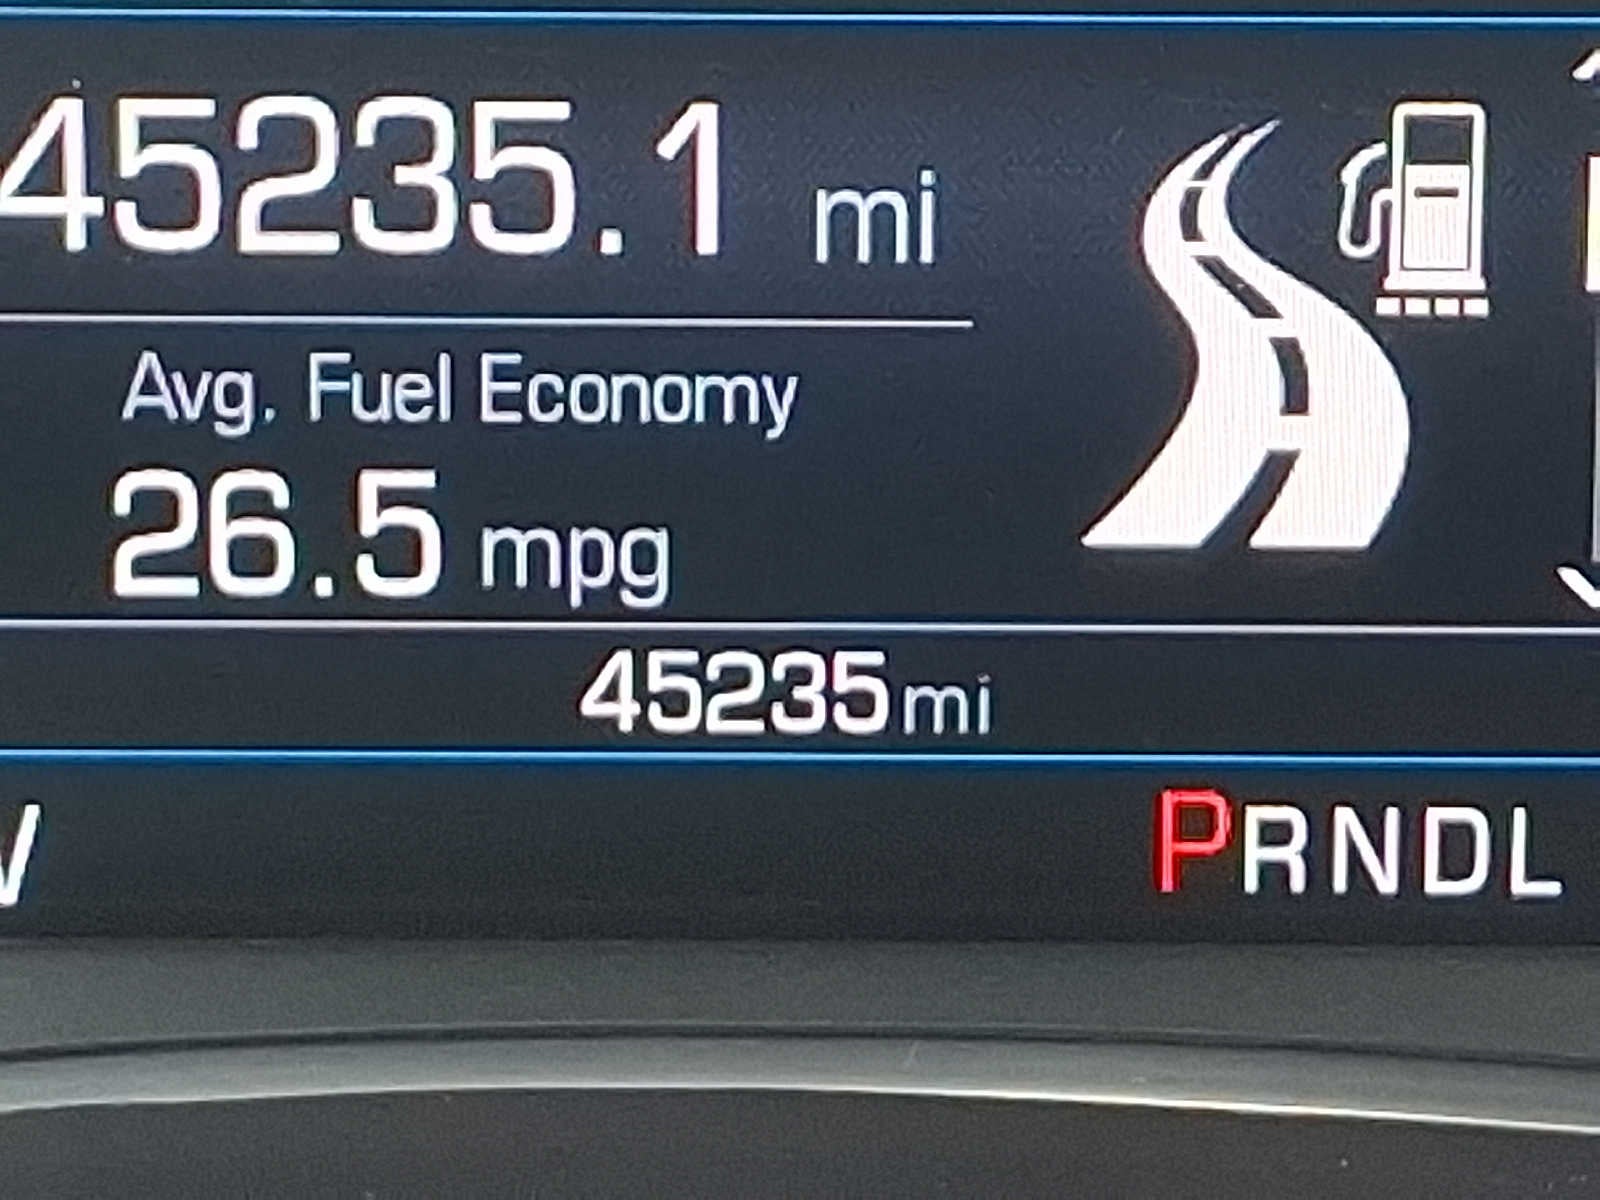 45235.1 mi
Avg. Fuel Economy
26.5 mpg
45235mi
PRNDL